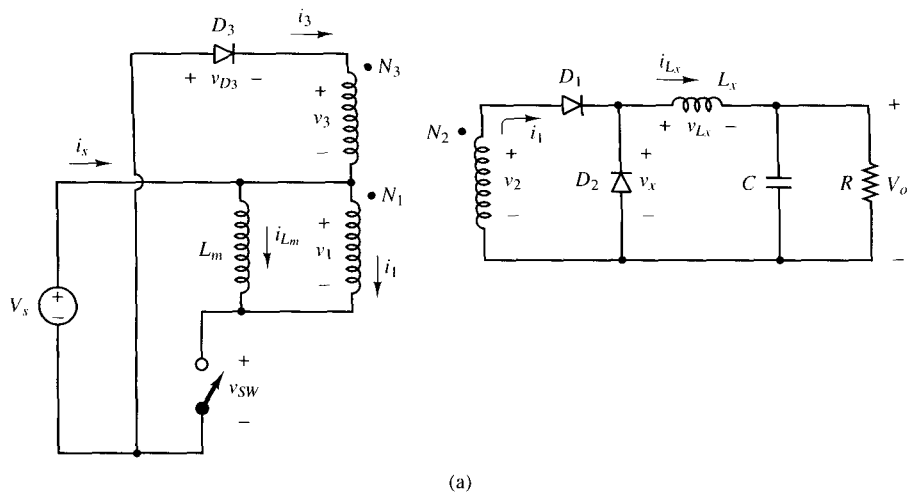 i3
D3
N3
+ vD3 −
+
v3
−
is
N1
+
Lm
iLm
v1
i1
−
Vs
+
−
+
vSW
−
iLx
D1
Lx
+
N2
i1
+ vLx −
+
v2
−
D2
+
vx
−
C
R
Vo
−
(a)